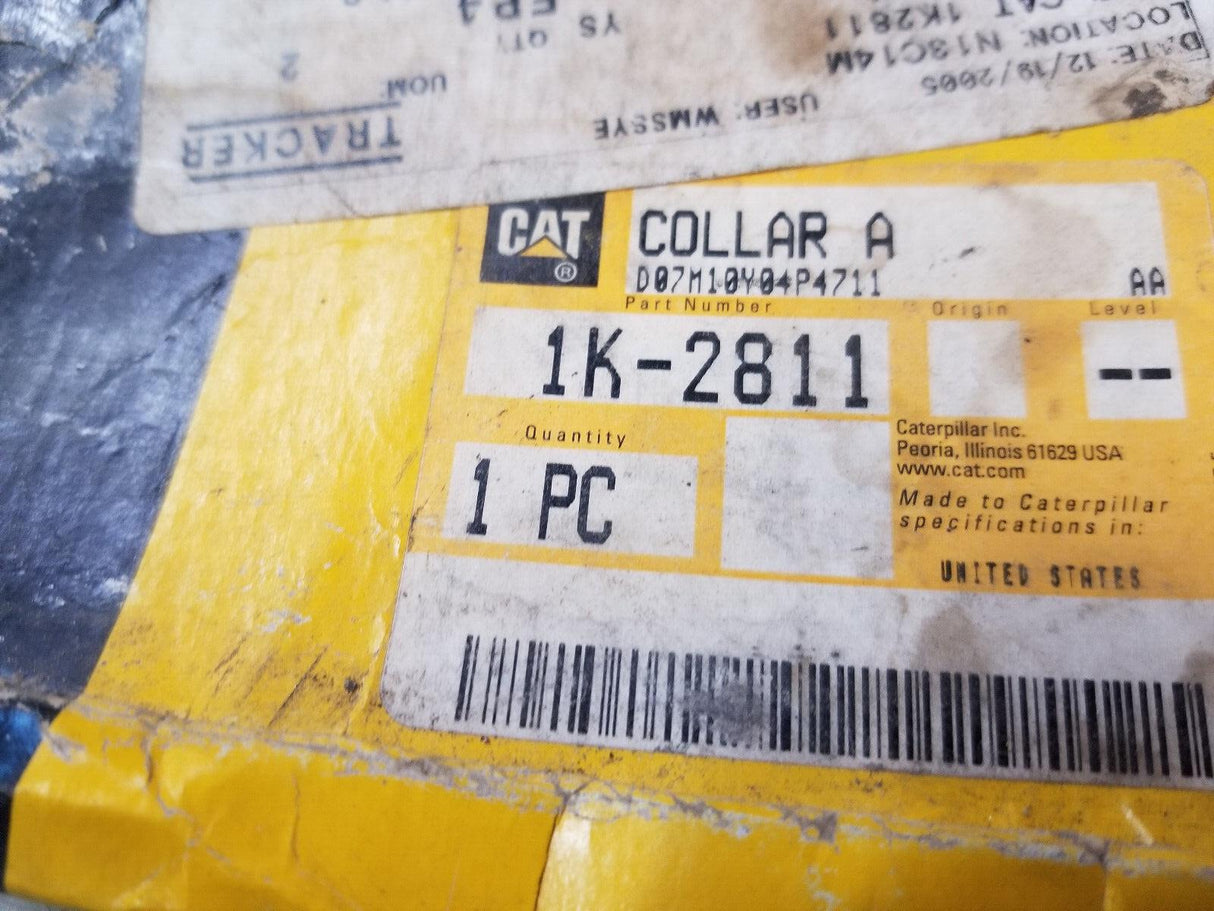 DATE: 12/19/2005
LOCATION: N13C14M
CAT 1K2811
USER: WMSSYE
YS
UOM
2
TRACKER
CAT
®
COLLAR A
D07M10Y04P4711 AA
Part Number Origin Level
1K-2811 --
Quantity
1 PC
Caterpillar Inc.
Peoria, Illinois 61629 USA
www.cat.com
Made to Caterpillar
specifications in:
UNITED STATES